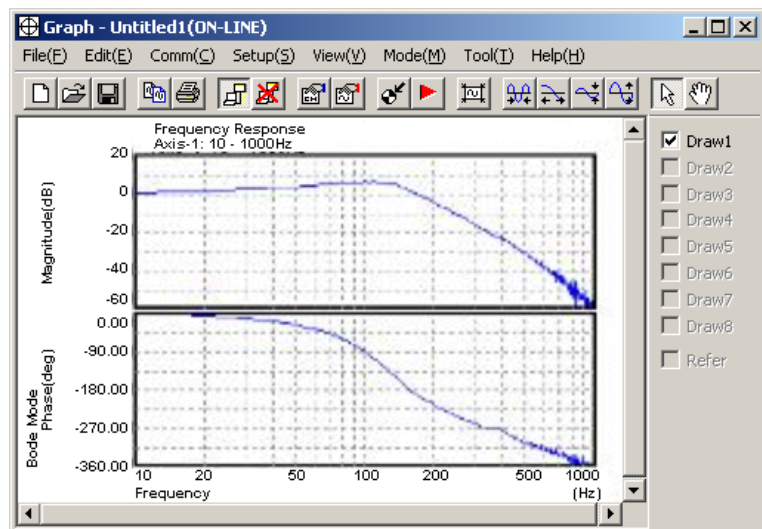 Graph - Untitled1(ON-LINE)
File(F) Edit(E) Comm(C) Setup(S) View(V) Mode(M) Tool(T) Help(H)
Frequency Response
Axis-1: 10 - 1000Hz
20
0
-20
-40
-60
Magnitude(dB)
0.00
-90.00
-180.00
-270.00
-360.00
Bode Mode
Phase(deg)
10 20 50 100 200 500 1000
Frequency (Hz)
Draw1
Draw2
Draw3
Draw4
Draw5
Draw6
Draw7
Draw8
Refer